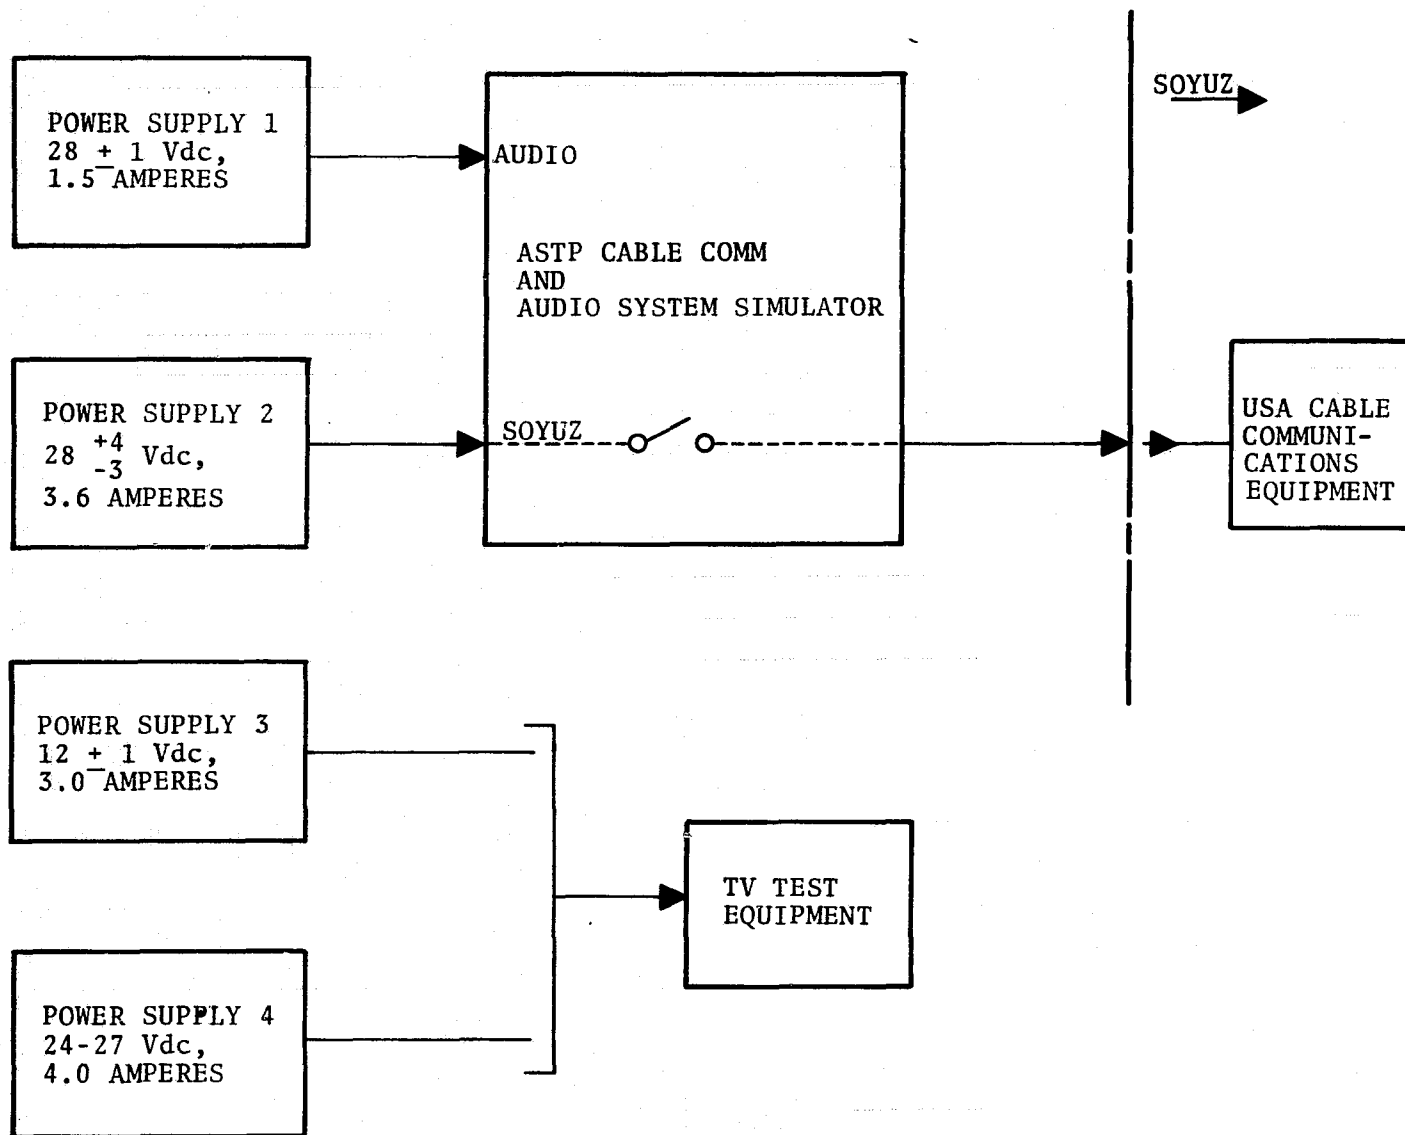 POWER SUPPLY 1
28 ± 1 Vdc,
1.5 AMPERES
AUDIO
ASTP CABLE COMM
AND
AUDIO SYSTEM SIMULATOR
SOYUZ
POWER SUPPLY 2
28 +4 -3 Vdc,
3.6 AMPERES
SOYUZ
USA CABLE
COMMUNI-
CATIONS
EQUIPMENT
POWER SUPPLY 3
12 ± 1 Vdc,
3.0 AMPERES
TV TEST
EQUIPMENT
POWER SUPPLY 4
24-27 Vdc,
4.0 AMPERES